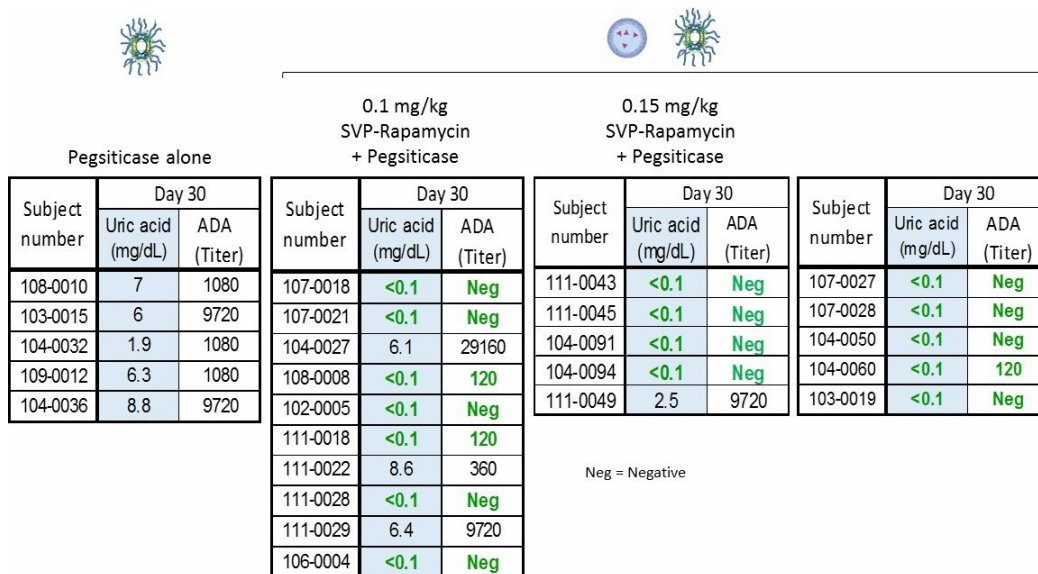 Pegsiticase alone
Subject number | Day 30
Uric acid (mg/dL) | ADA (Titer)
108-0010 | 7 | 1080
103-0015 | 6 | 9720
104-0032 | 1.9 | 1080
109-0012 | 6.3 | 1080
104-0036 | 8.8 | 9720
0.1 mg/kg
SVP-Rapamycin
+ Pegsiticase
Subject number | Day 30
Uric acid (mg/dL) | ADA (Titer)
107-0018 | <0.1 | Neg
107-0021 | <0.1 | Neg
104-0027 | 6.1 | 29160
108-0008 | <0.1 | 120
102-0005 | <0.1 | Neg
111-0018 | <0.1 | 120
111-0022 | 8.6 | 360
111-0028 | <0.1 | Neg
111-0029 | 6.4 | 9720
106-0004 | <0.1 | Neg
0.15 mg/kg
SVP-Rapamycin
+ Pegsiticase
Subject number | Day 30
Uric acid (mg/dL) | ADA (Titer)
111-0043 | <0.1 | Neg
111-0045 | <0.1 | Neg
104-0091 | <0.1 | Neg
104-0094 | <0.1 | Neg
111-0049 | 2.5 | 9720
Subject number | Day 30
Uric acid (mg/dL) | ADA (Titer)
107-0027 | <0.1 | Neg
107-0028 | <0.1 | Neg
104-0050 | <0.1 | Neg
104-0060 | <0.1 | 120
103-0019 | <0.1 | Neg
Neg = Negative